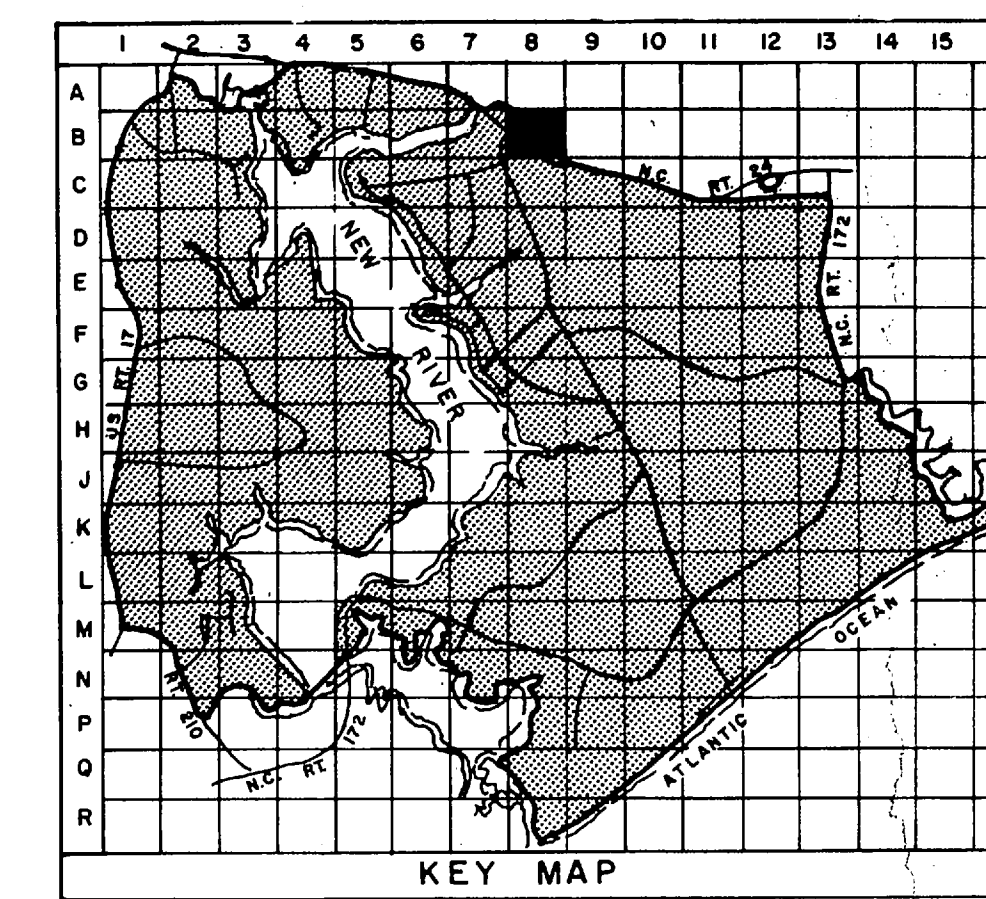 1 2 3 4 5 6 7 8 9 10 11 12 13 14 15
A
B
C
D
E
F
G
H
J
K
L
M
N
P
Q
R
N.C. RT. 24
N.C. RT. 172
NEW RIVER
US RT. 17
RT. 210
N.C. RT. 172
ATLANTIC OCEAN
KEY MAP